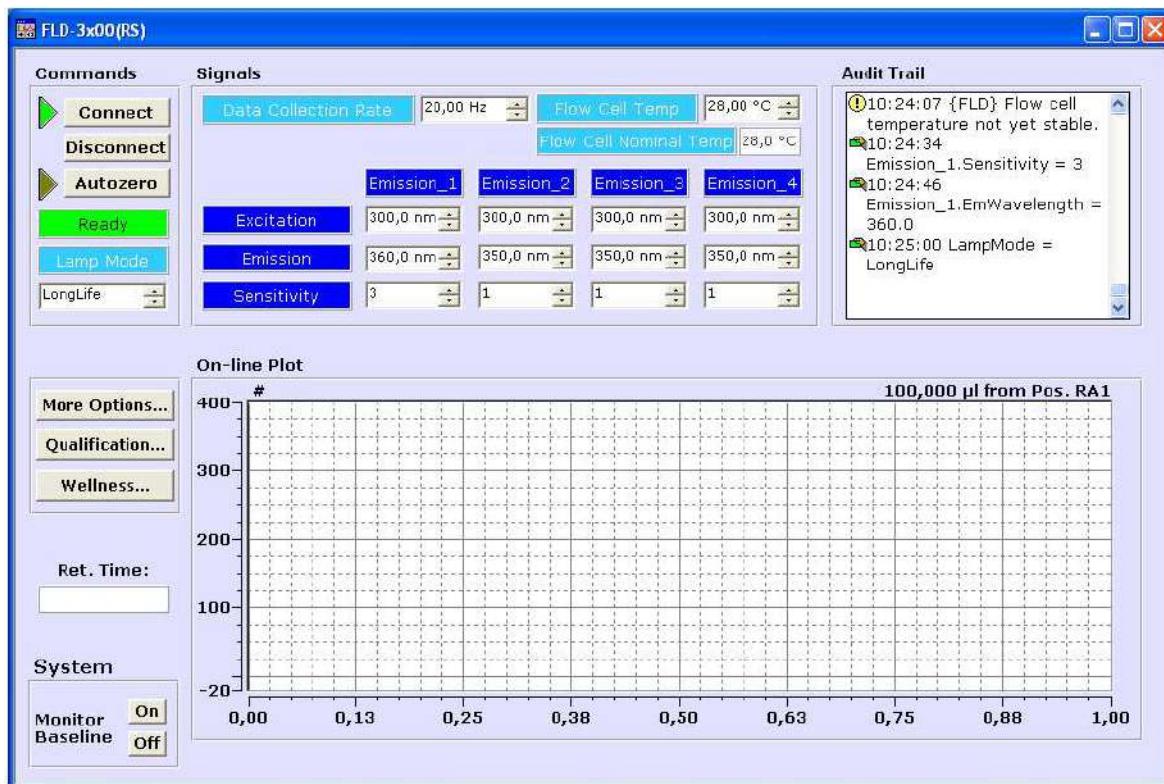 FLD-3x00(RS)
Commands
Connect
Disconnect
Autozero
Ready
Lamp Mode
LongLife
Signals
Data Collection Rate 20,00 Hz Flow Cell Temp 28,00 °C
Flow Cell Nominal Temp 28,0 °C
Emission_1 Emission_2 Emission_3 Emission_4
Excitation 300,0 nm 300,0 nm 300,0 nm 300,0 nm
Emission 360,0 nm 350,0 nm 350,0 nm 350,0 nm
Sensitivity 3 1 1 1
Audit Trail
10:24:07 {FLD} Flow cell
temperature not yet stable.
10:24:34
Emission_1.Sensitivity = 3
10:24:46
Emission_1.EmWavelength =
360.0
10:25:00 LampMode =
LongLife
More Options...
Qualification...
Wellness...
Ret. Time:
System
Monitor
Baseline
On
Off
On-line Plot
# 100,000 µl from Pos. RA1
400
300
200
100
-20
0,00 0,13 0,25 0,38 0,50 0,63 0,75 0,88 1,00